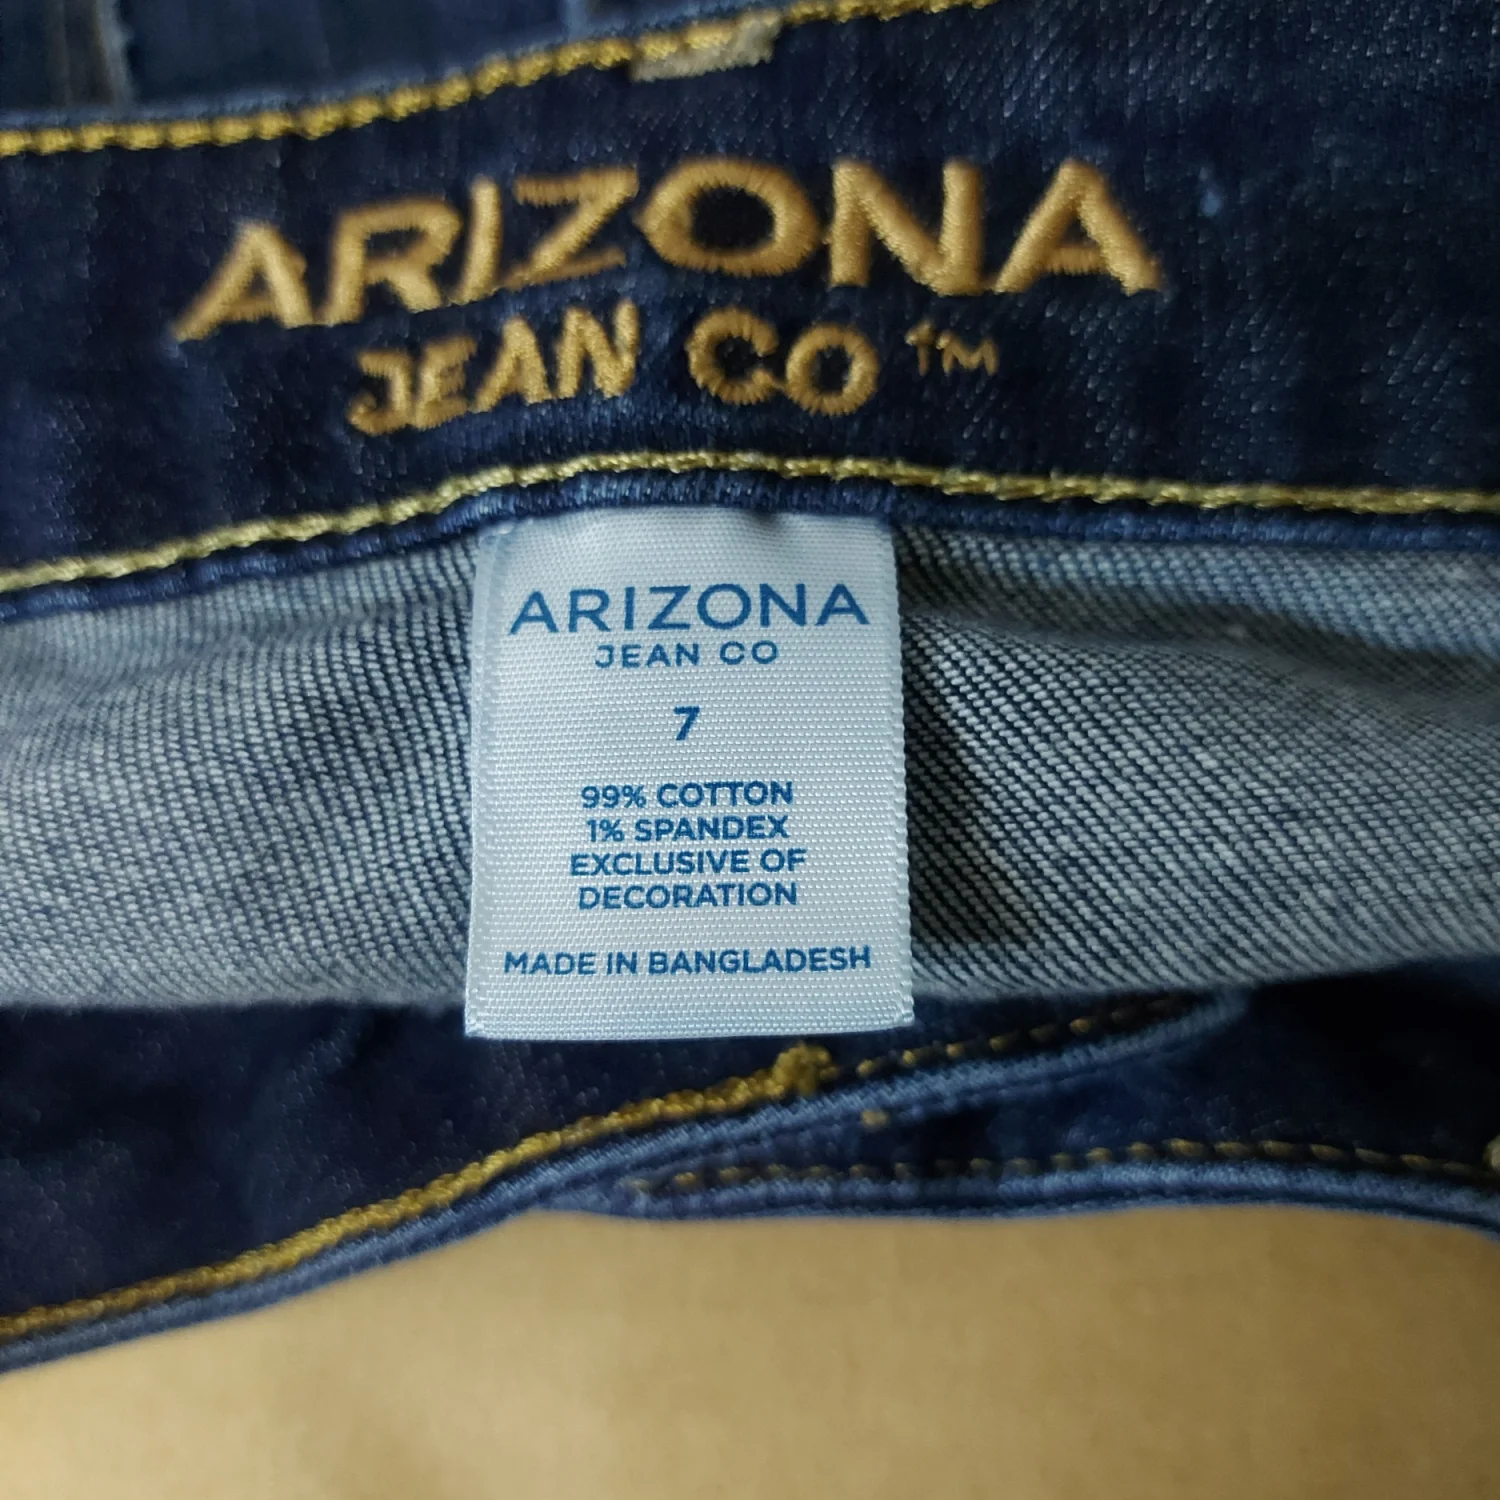 ARIZONA
JEAN CO™
ARIZONA
JEAN CO
7
99% COTTON
1% SPANDEX
EXCLUSIVE OF
DECORATION
MADE IN BANGLADESH